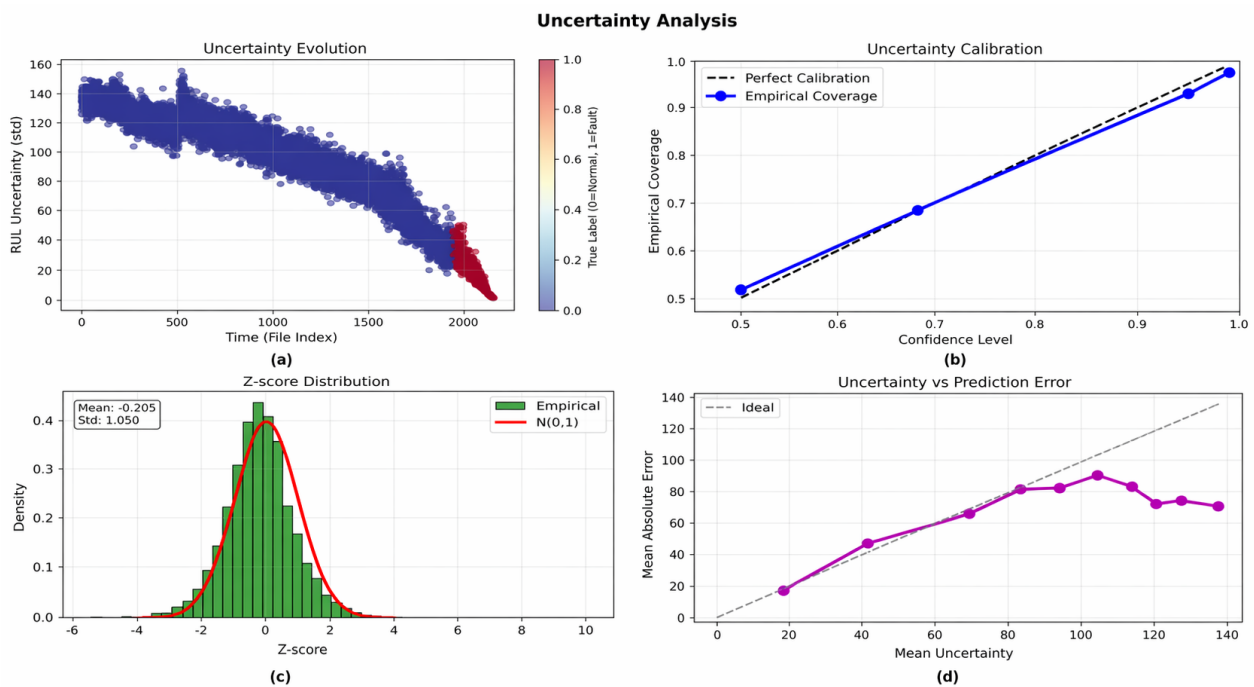 Uncertainty Analysis
Uncertainty Evolution
160
140
120
100
80
60
40
20
0
RUL Uncertainty (std)
0 500 1000 1500 2000
Time (File Index)
(a)
1.0
0.8
0.6
0.4
0.2
0.0
True Label (0=Normal, 1=Fault)
Uncertainty Calibration
Perfect Calibration
Empirical Coverage
1.0
0.9
0.8
0.7
0.6
0.5
Empirical Coverage
0.5 0.6 0.7 0.8 0.9 1.0
Confidence Level
(b)
Z-score Distribution
Mean: -0.205
Std: 1.050
Empirical
N(0,1)
0.4
0.3
0.2
0.1
0.0
Density
-6 -4 -2 0 2 4 6 8 10
Z-score
(c)
Uncertainty vs Prediction Error
Ideal
140
120
100
80
60
40
20
0
Mean Absolute Error
0 20 40 60 80 100 120 140
Mean Uncertainty
(d)